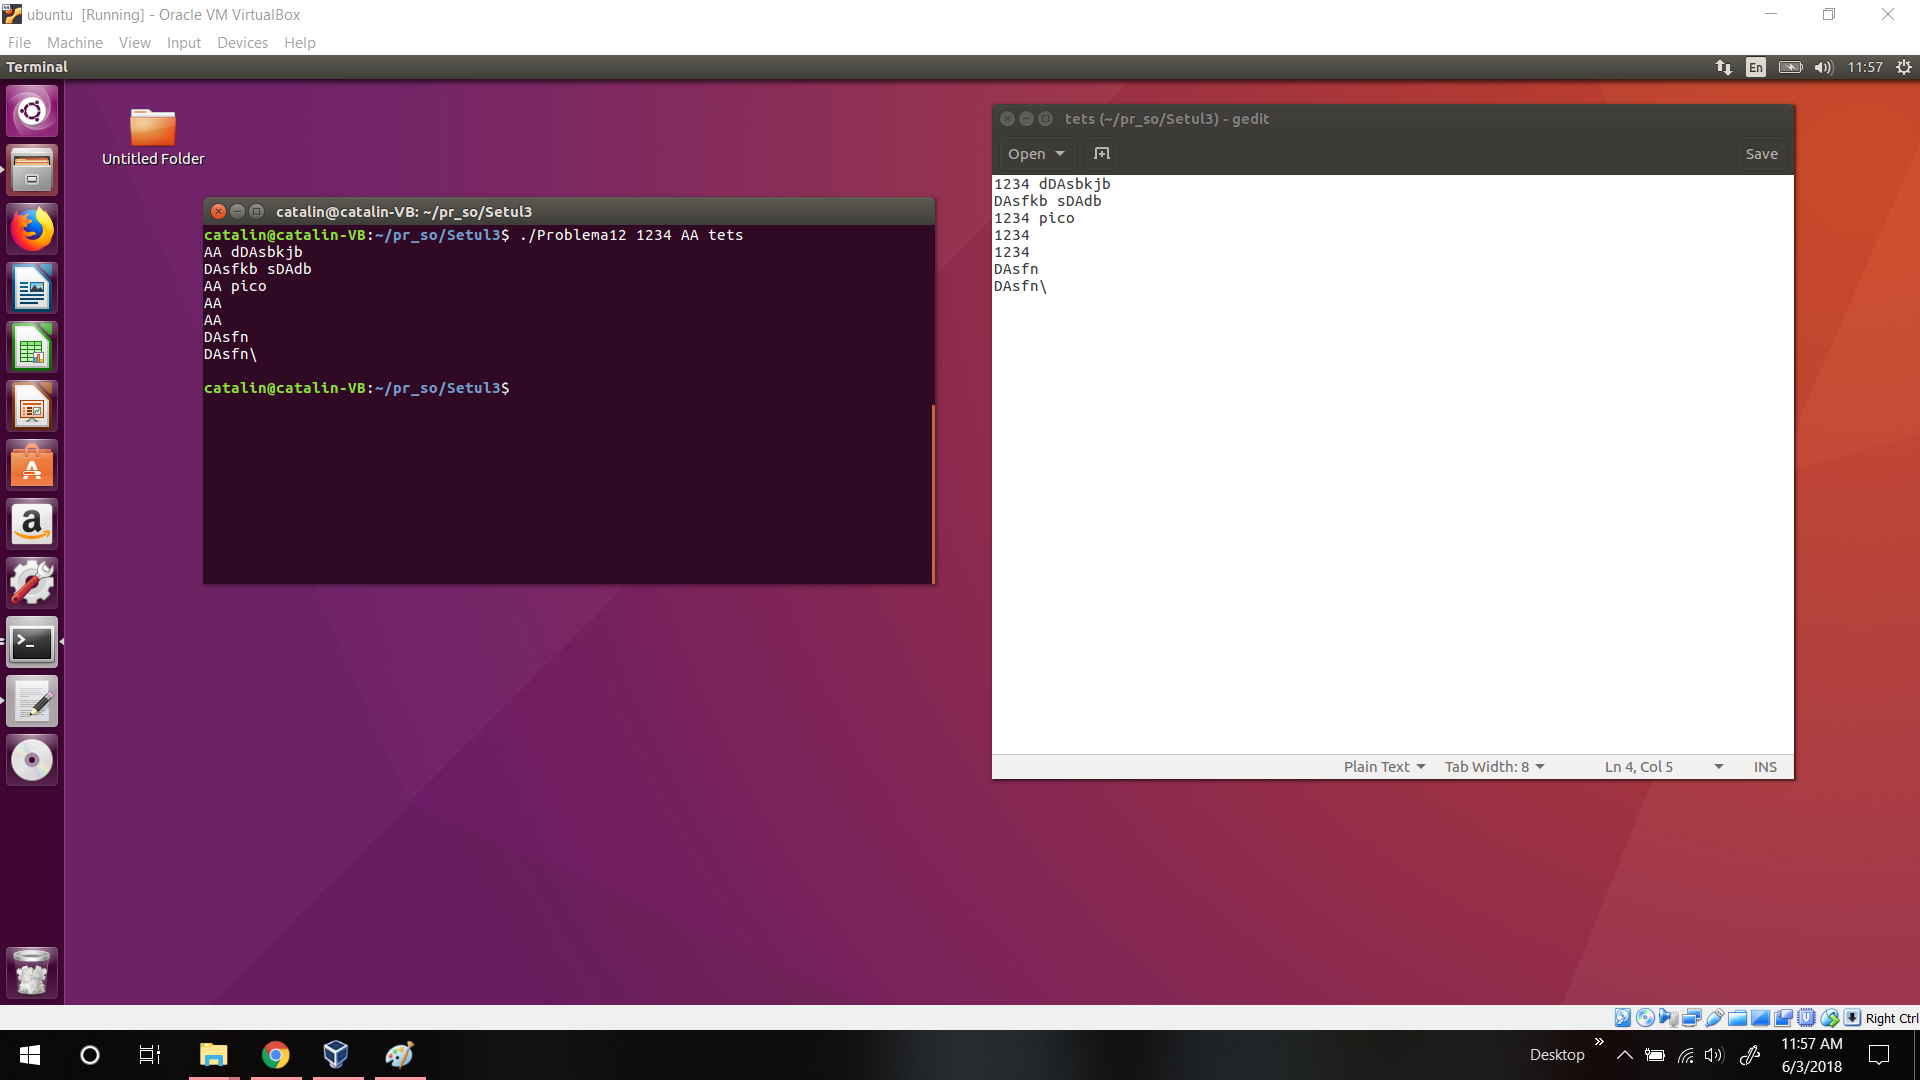 ubuntu [Running] - Oracle VM VirtualBox
File Machine View Input Devices Help
Terminal
En
11:57
Untitled Folder
catalin@catalin-VB: ~/pr_so/Setul3
catalin@catalin-VB:~/pr_so/Setul3$ ./Problema12 1234 AA tets
AA dDAsbkjb
DAsfkb sDAdb
AA pico
AA
AA
DAsfn
DAsfn\
catalin@catalin-VB:~/pr_so/Setul3$
tets (~/pr_so/Setul3) - gedit
Open
Save
1234 dDAsbkjb
DAsfkb sDAdb
1234 pico
1234
1234
DAsfn
DAsfn\
Plain Text Tab Width: 8 Ln 4, Col 5 INS
Right Ctrl
Desktop
11:57 AM
6/3/2018